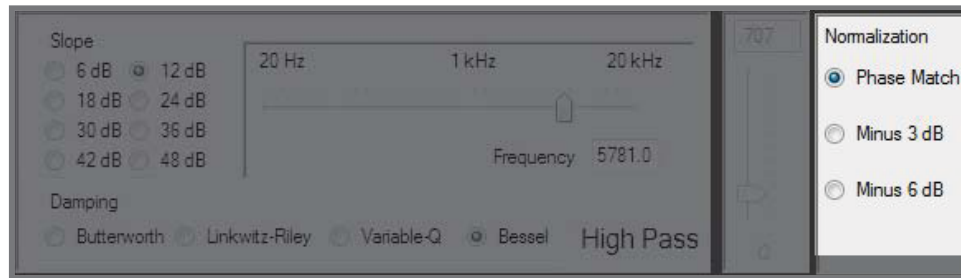 Slope
6 dB 12 dB
18 dB 24 dB
30 dB 36 dB
42 dB 48 dB
20 Hz 1 kHz 20 kHz
Frequency 5781.0
Damping
Butterworth Linkwitz-Riley Variable-Q Bessel High Pass
.707
Q
Normalization
Phase Match
Minus 3 dB
Minus 6 dB